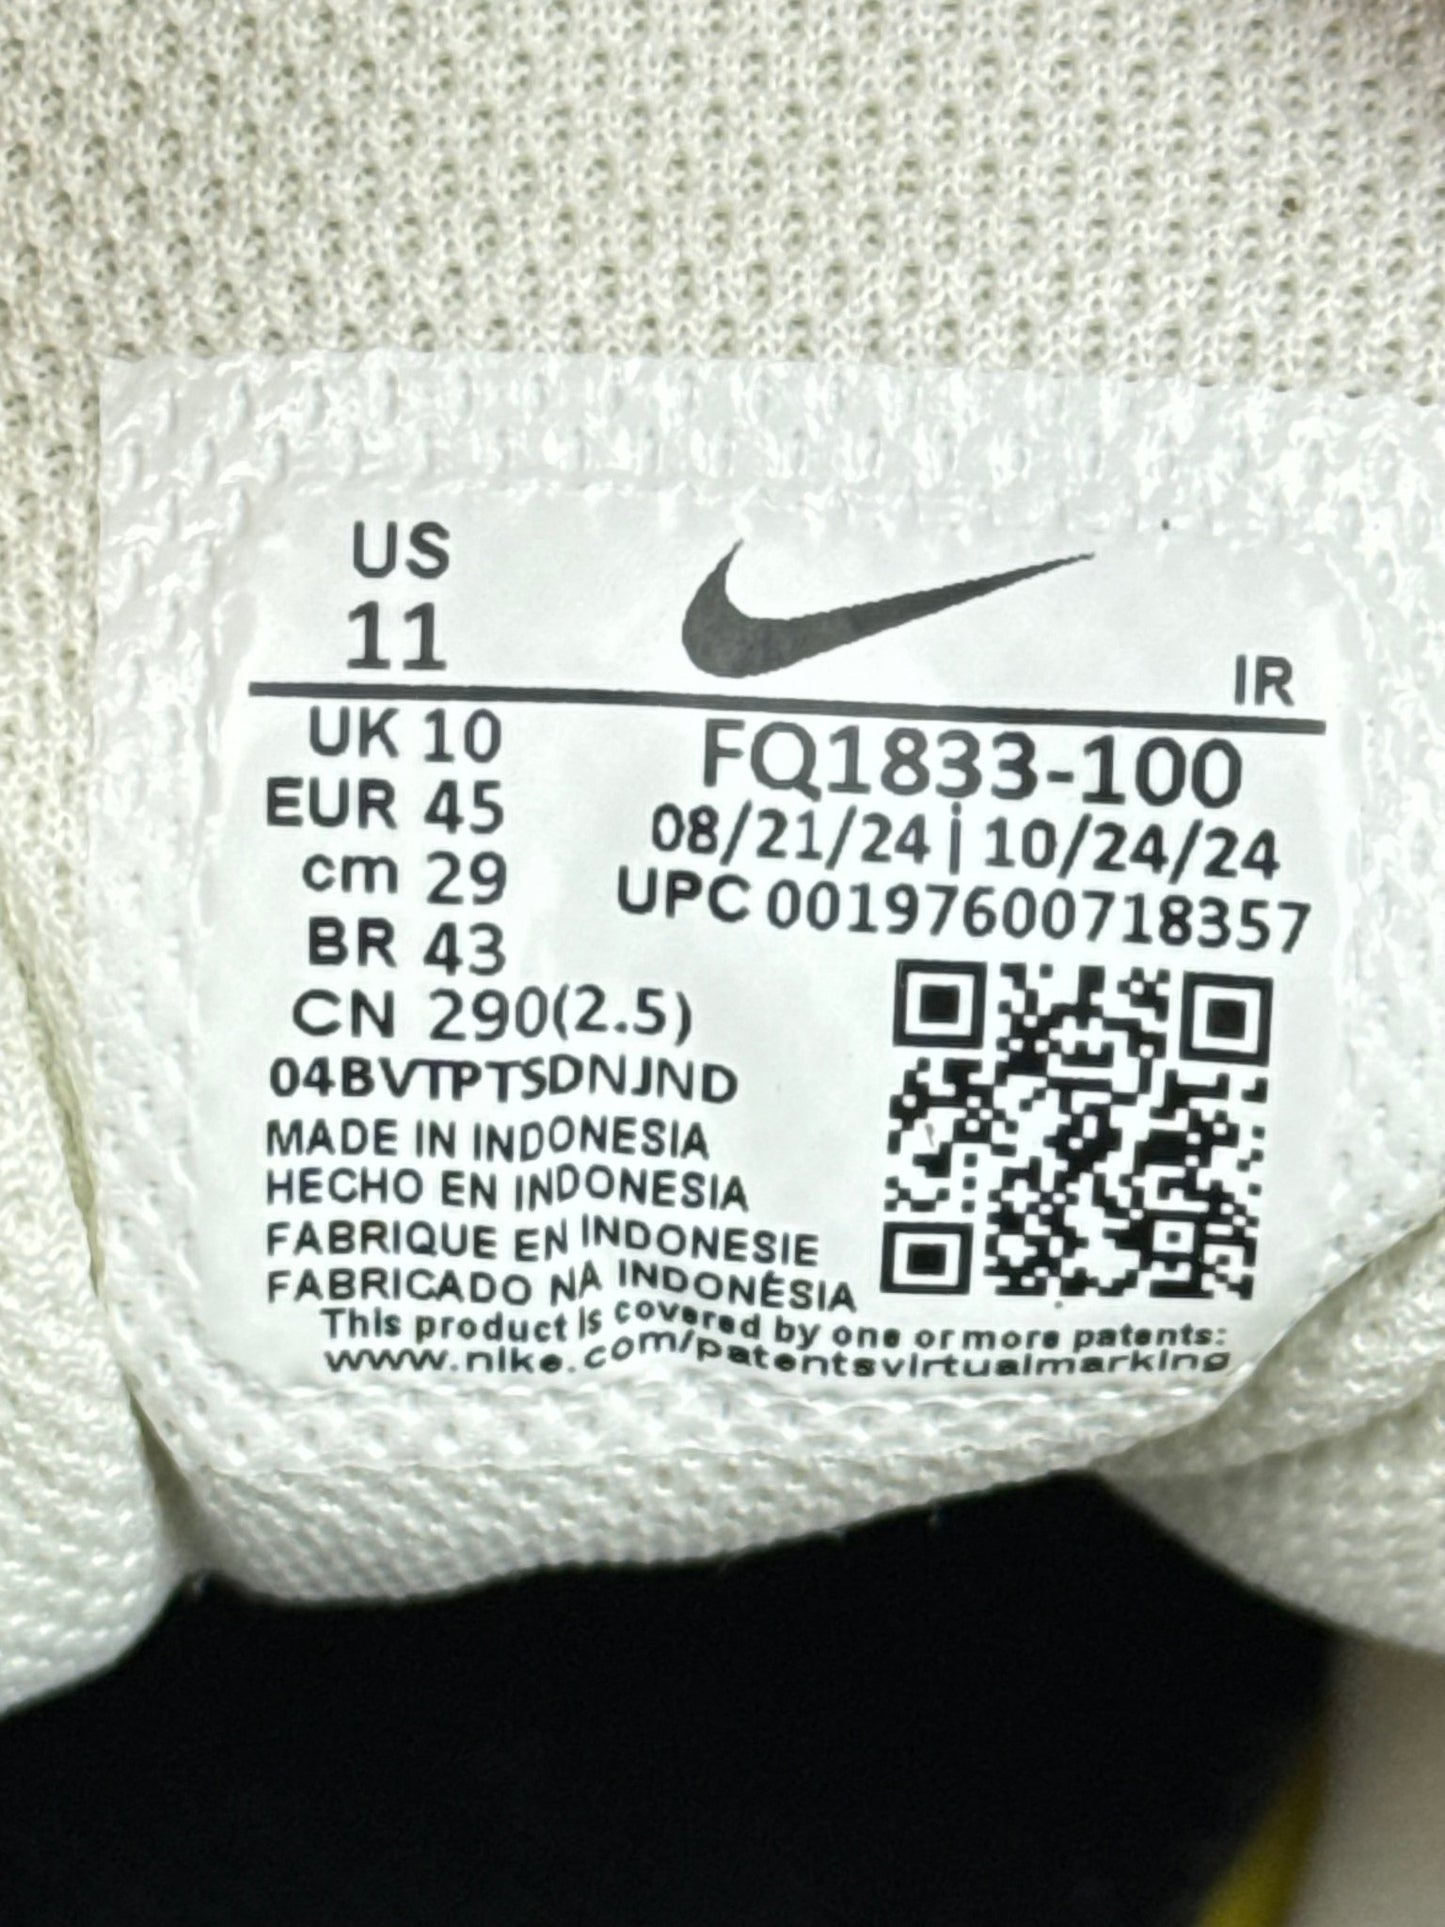 US
11
IR
UK 10
EUR 45
cm 29
BR 43
CN 290(2.5)
FQ1833-100
08/21/24 | 10/24/24
UPC 00197600718357
04BVTPTSDNJND
MADE IN INDONESIA
HECHO EN INDONESIA
FABRIQUE EN INDONESIE
FABRICADO NA INDONÉSIA
This product is covered by one or more patents:
www.nike.com/patentsvirtualmarking